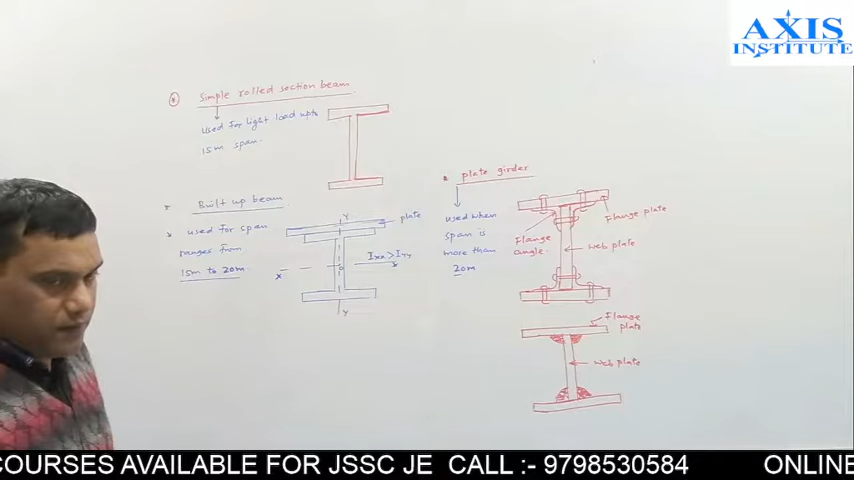 AXIS
INSTITUTE
Simple rolled section beam
used for light load upto
15m span.
Built up beam
used for span
ranges from
15m to 20m.
Y
plate
Ixx > Iyy
x
x
Y
plate girder
used when
span is
more than
20m
Flange plate
Flange
angle.
Web plate
Flange
plate
Web plate
COURSES AVAILABLE FOR JSSC JE CALL :- 9798530584 ONLINE